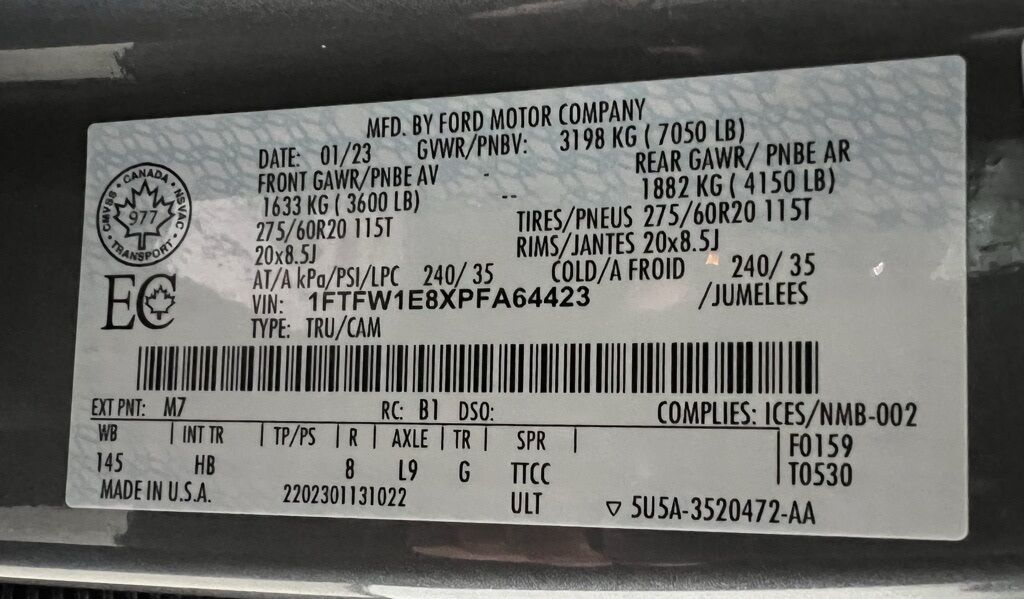 MFD. BY FORD MOTOR COMPANY
DATE: 01/23 GVWR/PNBV: 3198 KG ( 7050 LB)
FRONT GAWR/PNBE AV - REAR GAWR/ PNBE AR
1633 KG ( 3600 LB) -- 1882 KG ( 4150 LB)
275/60R20 115T TIRES/PNEUS 275/60R20 115T
20x8.5J RIMS/JANTES 20x8.5J
AT/A kPa/PSI/LPC 240/ 35 COLD/A FROID 240/ 35
VIN: 1FTFW1E8XPFA64423 /JUMELEES
TYPE: TRU/CAM
CANADA
CMVSS NSVAC
977
TRANSPORT
EC
EXT PNT: M7 RC: B1 DSO: COMPLIES: ICES/NMB-002
WB | INT TR | TP/PS | R | AXLE | TR | SPR | F0159
145 HB 8 L9 G TTCC T0530
MADE IN U.S.A. 2202301131022 ULT ▽ 5U5A-3520472-AA